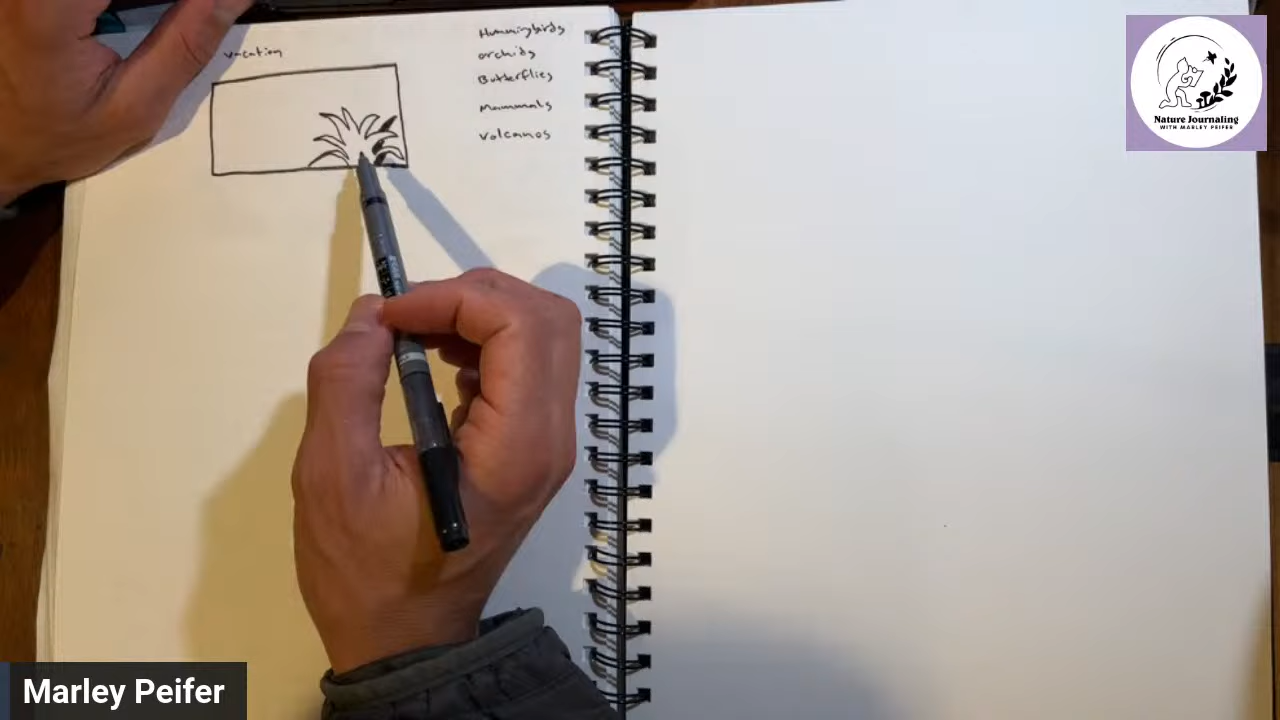 vacation
Hummingbirds
orchids
Butterflies
Mammals
volcanos
Nature Journaling
WITH MARLEY PEIFER
Marley Peifer